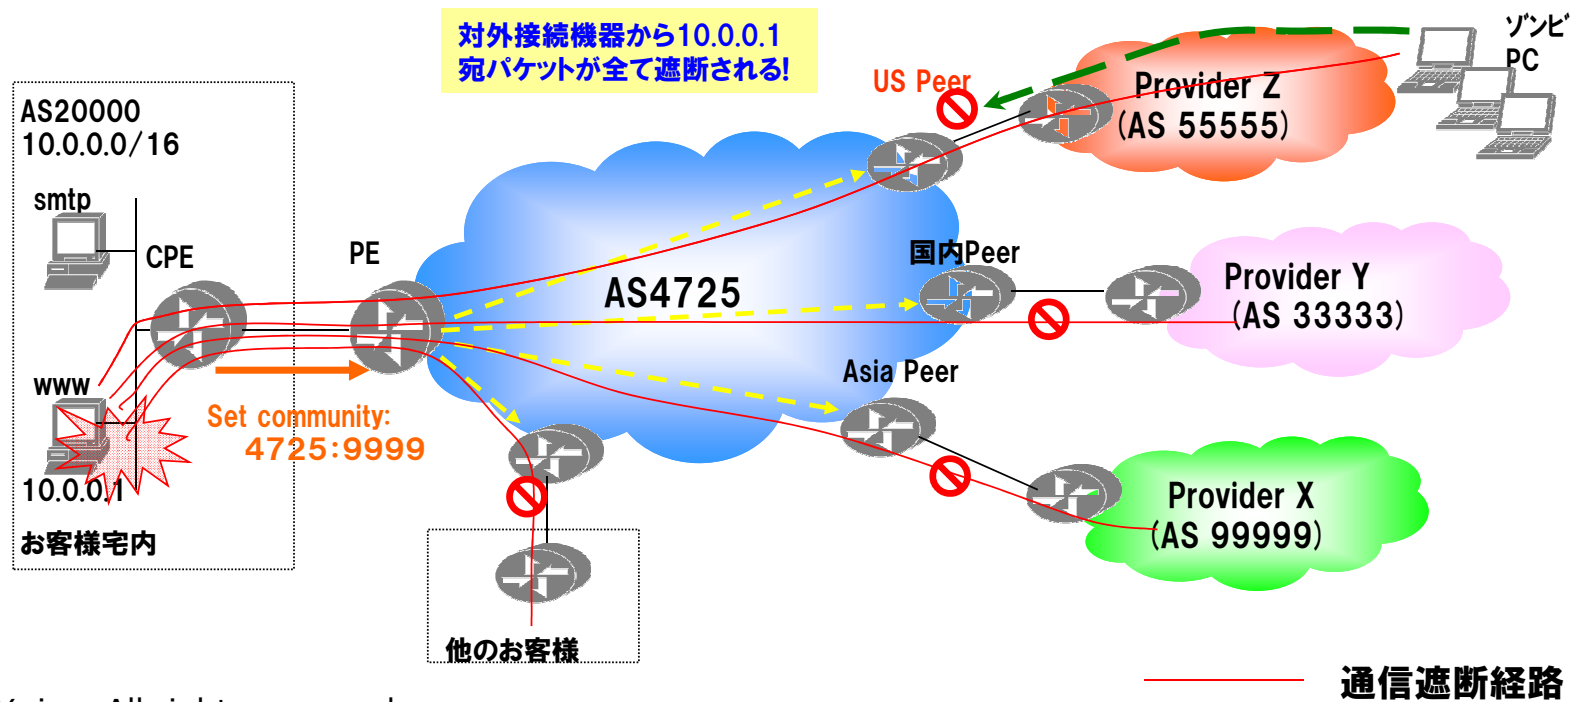 対外接続機器から10.0.0.1
宛パケットが全て遮断される!
ゾンビ
PC
US Peer
Provider Z
(AS 55555)
AS20000
10.0.0.0/16
smtp
CPE
PE
国内Peer
AS4725
Provider Y
(AS 33333)
Asia Peer
www
Set community:
4725:9999
10.0.0.1
お客様宅内
Provider X
(AS 99999)
他のお客様
通信遮断経路